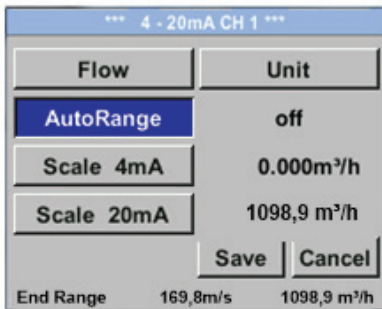 *** 4 - 20mA CH 1 ***
Flow Unit
AutoRange off
Scale 4mA 0.000m³/h
Scale 20mA 1098,9 m³/h
Save Cancel
End Range 169,8m/s 1098,9 m³/h